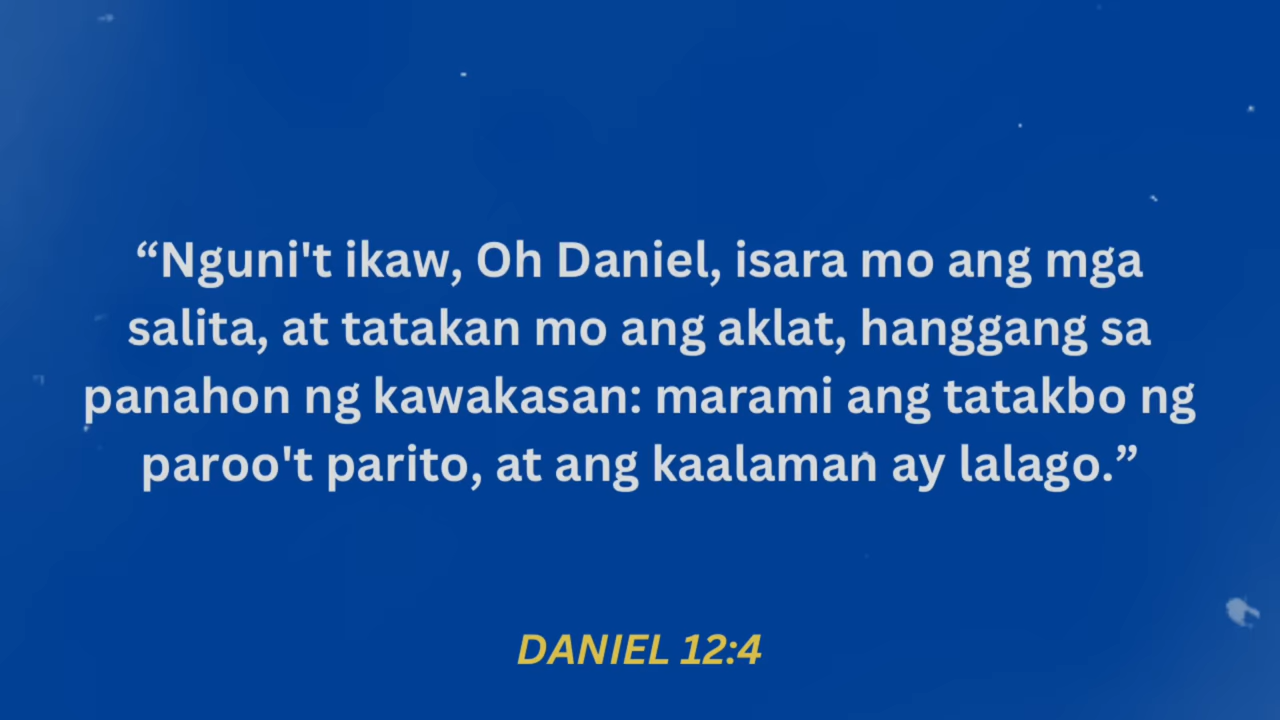 “Nguni't ikaw, Oh Daniel, isara mo ang mga
salita, at tatakan mo ang aklat, hanggang sa
panahon ng kawakasan: marami ang tatakbo ng
paroo't parito, at ang kaalaman ay lalago.”
DANIEL 12:4